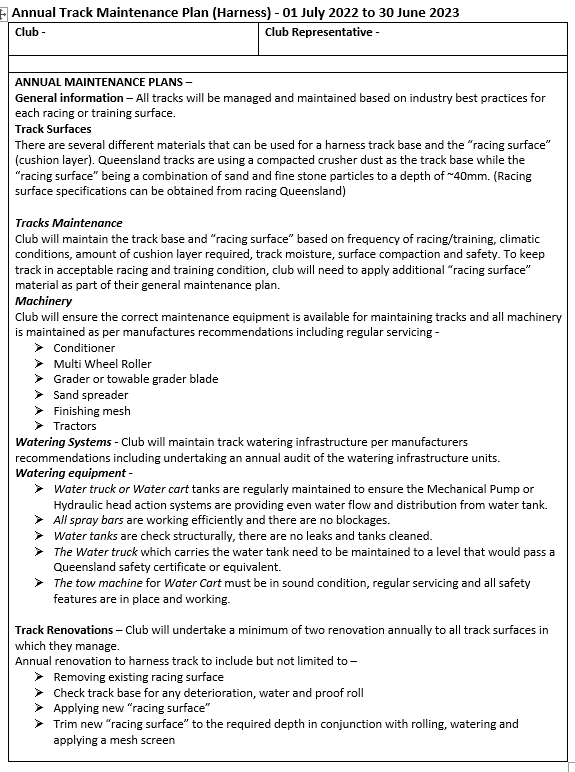 Annual Track Maintenance Plan (Harness) - 01 July 2022 to 30 June 2023
Club -
Club Representative -
ANNUAL MAINTENANCE PLANS –
General information – All tracks will be managed and maintained based on industry best practices for
each racing or training surface.
Track Surfaces
There are several different materials that can be used for a harness track base and the “racing surface”
(cushion layer). Queensland tracks are using a compacted crusher dust as the track base while the
“racing surface” being a combination of sand and fine stone particles to a depth of ~40mm. (Racing
surface specifications can be obtained from racing Queensland)
Tracks Maintenance
Club will maintain the track base and “racing surface” based on frequency of racing/training, climatic
conditions, amount of cushion layer required, track moisture, surface compaction and safety. To keep
track in acceptable racing and training condition, club will need to apply additional “racing surface”
material as part of their general maintenance plan.
Machinery
Club will ensure the correct maintenance equipment is available for maintaining tracks and all machinery
is maintained as per manufactures recommendations including regular servicing -
➢ Conditioner
➢ Multi Wheel Roller
➢ Grader or towable grader blade
➢ Sand spreader
➢ Finishing mesh
➢ Tractors
Watering Systems - Club will maintain track watering infrastructure per manufacturers
recommendations including undertaking an annual audit of the watering infrastructure units.
Watering equipment -
➢ Water truck or Water cart tanks are regularly maintained to ensure the Mechanical Pump or
Hydraulic head action systems are providing even water flow and distribution from water tank.
➢ All spray bars are working efficiently and there are no blockages.
➢ Water tanks are check structurally, there are no leaks and tanks cleaned.
➢ The Water truck which carries the water tank need to be maintained to a level that would pass a
Queensland safety certificate or equivalent.
➢ The tow machine for Water Cart must be in sound condition, regular servicing and all safety
features are in place and working.
Track Renovations – Club will undertake a minimum of two renovation annually to all track surfaces in
which they manage.
Annual renovation to harness track to include but not limited to –
➢ Removing existing racing surface
➢ Check track base for any deterioration, water and proof roll
➢ Applying new “racing surface”
➢ Trim new “racing surface” to the required depth in conjunction with rolling, watering and
applying a mesh screen